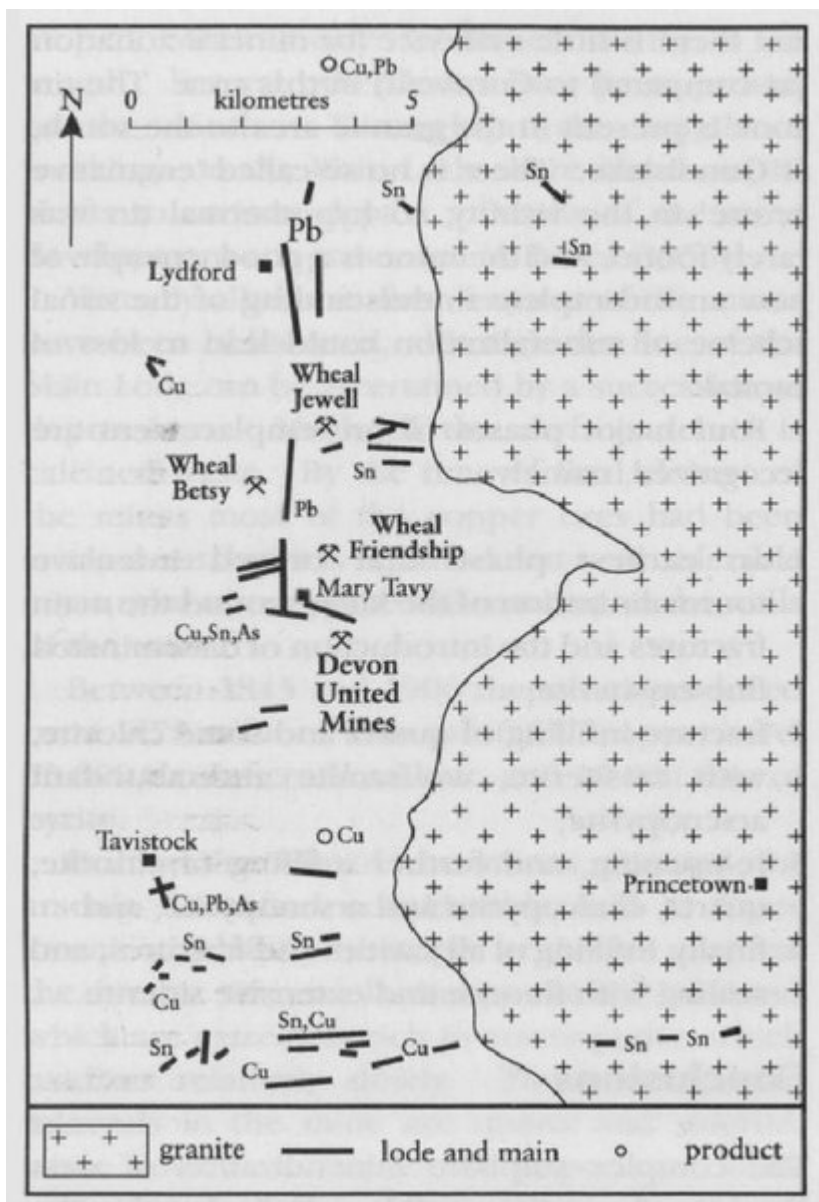 Cu,Pb
N
0 kilometres 5
Sn
Sn
Pb
Sn
Lydford
Cu
Wheal
Jewell
Sn
Wheal
Betsy
Pb
Wheal
Friendship
Mary Tavy
Cu,Sn,As
Devon
United
Mines
Tavistock
Cu
Princetown
Cu,Pb,As
Sn
Sn
Cu
Sn,Cu
Sn
Cu
Cu
Sn
Sn
granite lode and main o product